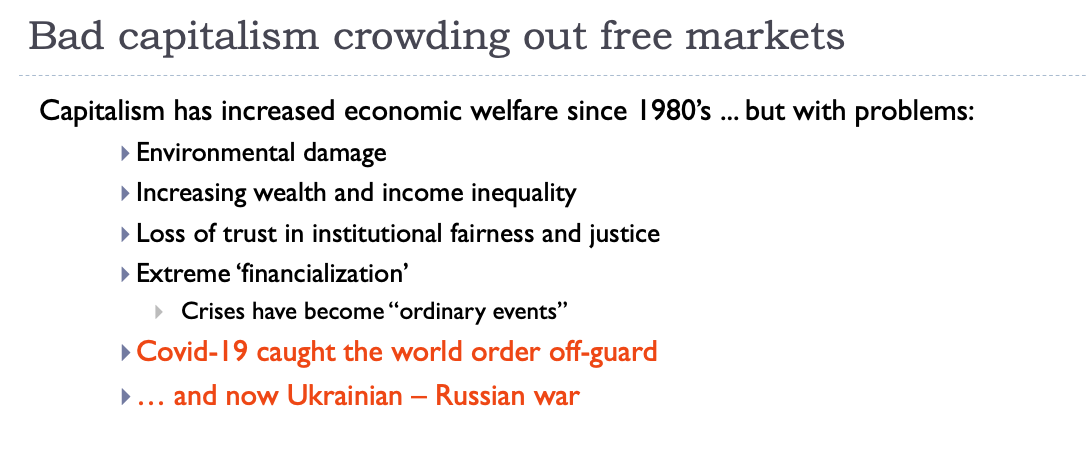 Bad capitalism crowding out free markets
Capitalism has increased economic welfare since 1980’s ... but with problems:
Environmental damage
Increasing wealth and income inequality
Loss of trust in institutional fairness and justice
Extreme ‘financialization’
Crises have become “ordinary events”
Covid-19 caught the world order off-guard
… and now Ukrainian – Russian war